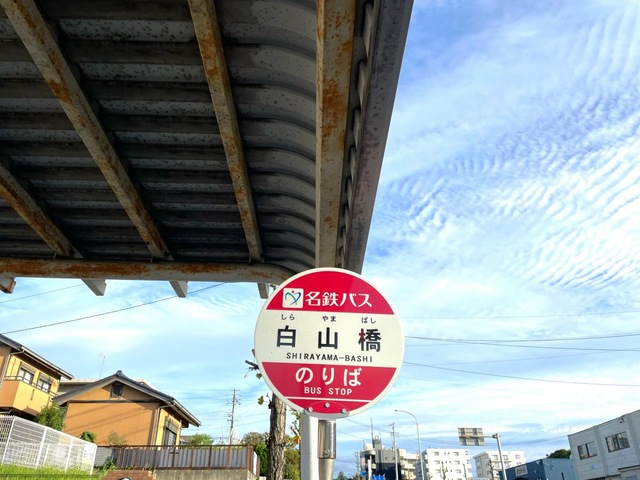 名鉄バス
しら やま ばし
白山橋
SHIRAYAMA-BASHI
のりば
BUS STOP